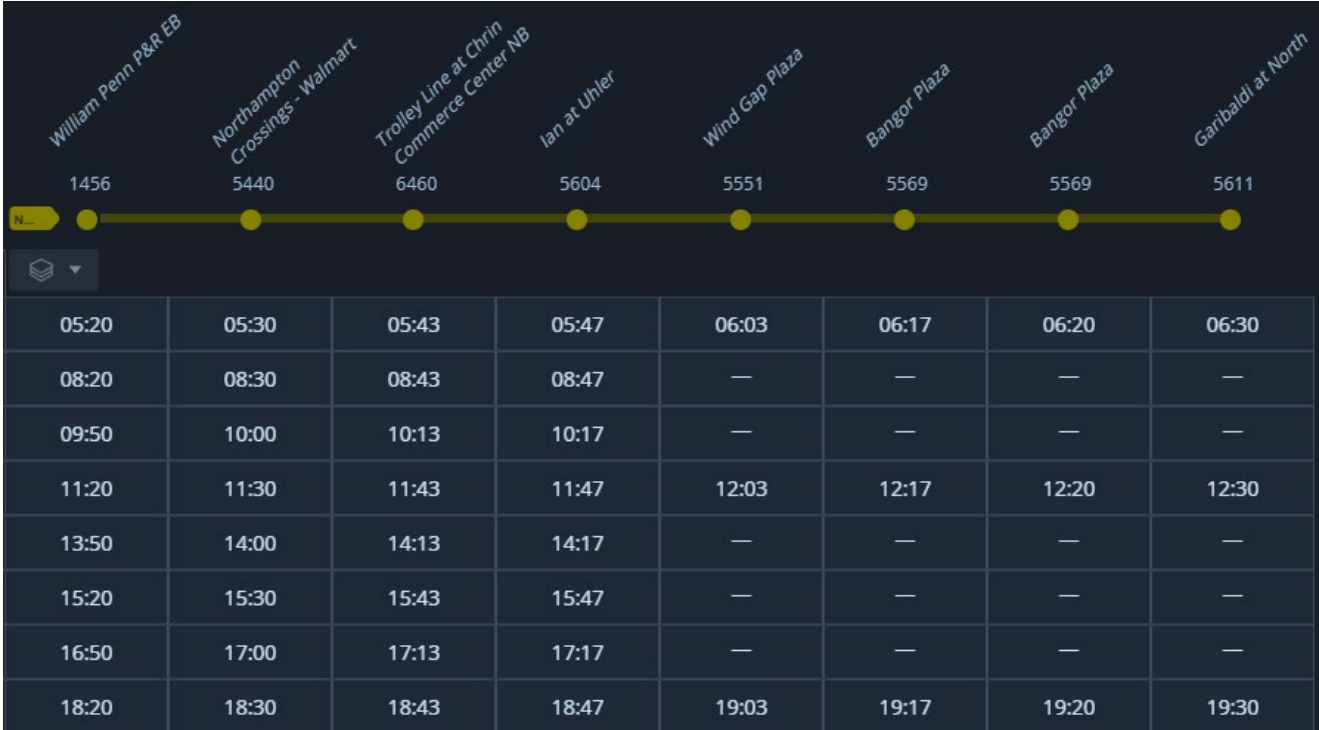 William Penn P&R EB
Northampton
Crossings - Walmart
Trolley Line at Chrin
Commerce Center NB
Ian at Uhler
Wind Gap Plaza
Bangor Plaza
Bangor Plaza
Garibaldi at North
1456 5440 6460 5604 5551 5569 5569 5611
N...
05:20 05:30 05:43 05:47 06:03 06:17 06:20 06:30
08:20 08:30 08:43 08:47 — — — —
09:50 10:00 10:13 10:17 — — — —
11:20 11:30 11:43 11:47 12:03 12:17 12:20 12:30
13:50 14:00 14:13 14:17 — — — —
15:20 15:30 15:43 15:47 — — — —
16:50 17:00 17:13 17:17 — — — —
18:20 18:30 18:43 18:47 19:03 19:17 19:20 19:30